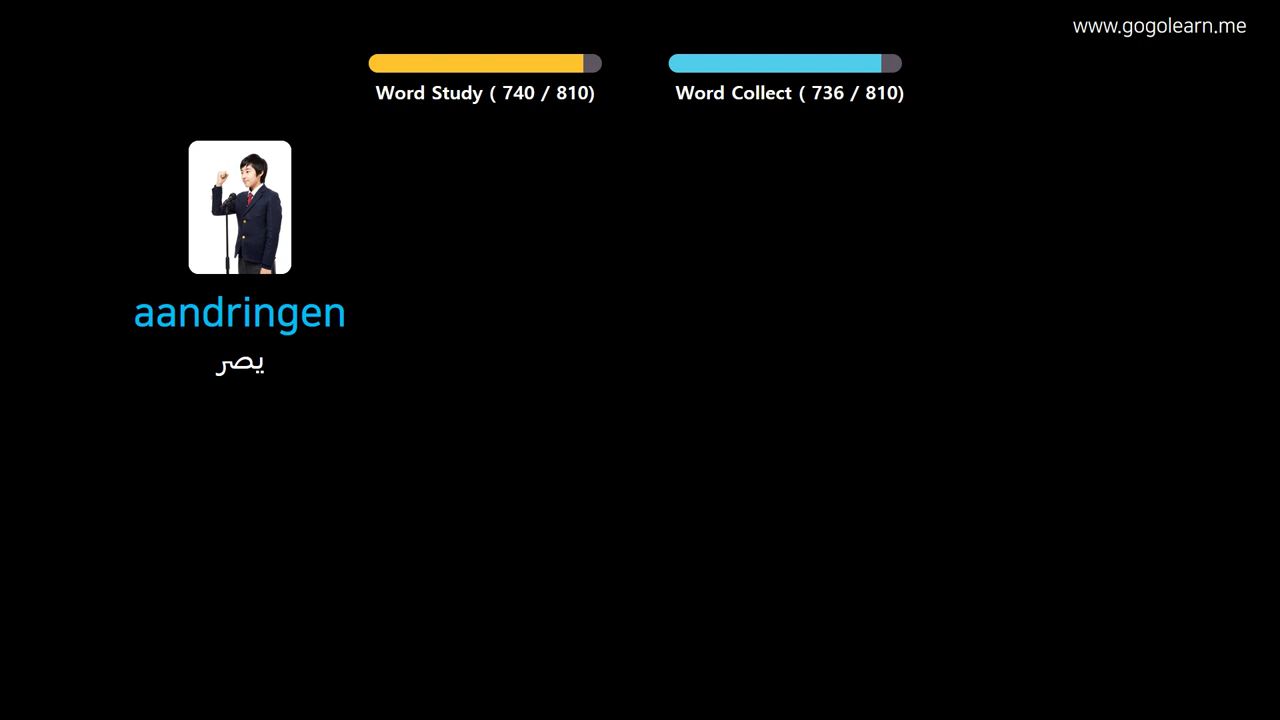 www.gogolearn.me
Word Study ( 740 / 810)
Word Collect ( 736 / 810)
aandringen
يصر